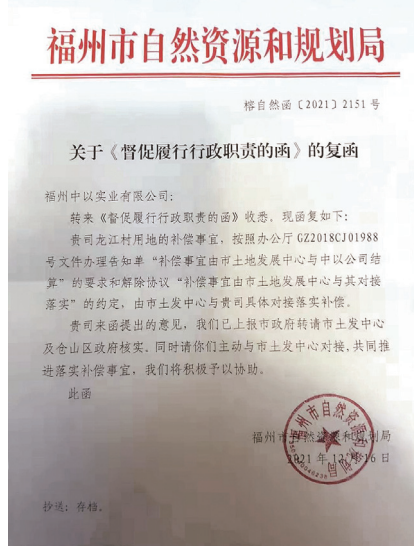 福州市自然资源和规划局
榕自然函〔2021〕2151号
关于《督促履行行政职责的函》的复函
福州中以实业有限公司：
转来《督促履行行政职责的函》收悉。现函复如下：
贵司龙江村用地的补偿事宜，按照办公厅GZ2018CJ01988
号文件办理告知单“补偿事宜由市土地发展中心与中以公司结
算”的要求和解除协议“补偿事宜由市土地发展中心与其对接
落实”的约定，由市土发中心与贵司具体对接落实补偿。
贵司来函提出的意见，我们已上报市政府转请市土发中心
及仓山区政府核实。同时请你们主动与市土发中心对接，共同推
进落实补偿事宜，我们将积极予以协助。
此函
福州市自然资源和规划局
2021年12月16日
抄送：存档。